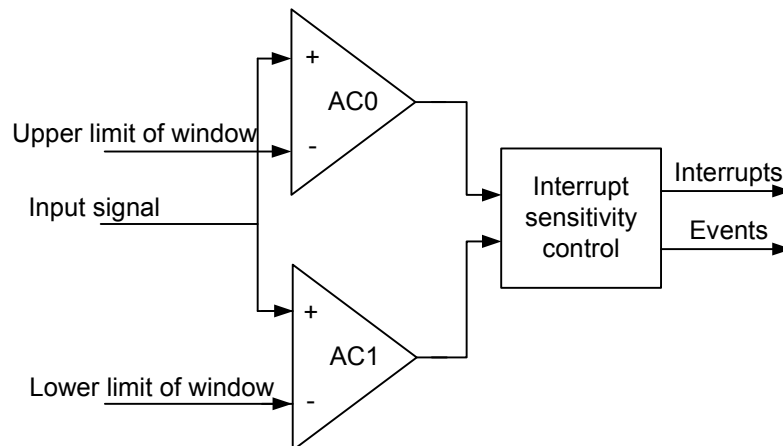 +
AC0
Upper limit of window
-
Input signal
Interrupt
sensitivity
control
Interrupts
Events
+
AC1
Lower limit of window
-